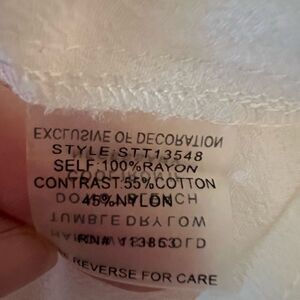 EXCLUSIVE OF DECORATION
STYLE:STT13548
SELF:100%RAYON
CONTRAST:55%COTTON
45%NYLON
TUMBLE DRY LOW
RN# 113863
REVERSE FOR CARE